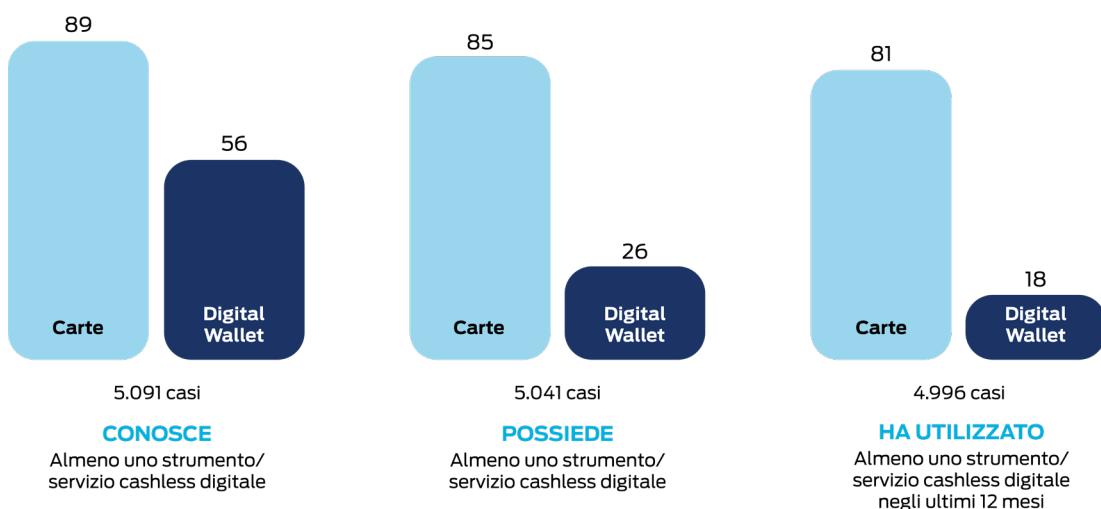 89
56
Carte
Digital
Wallet
5.091 casi
CONOSCE
Almeno uno strumento/
servizio cashless digitale
85
26
Carte
Digital
Wallet
5.041 casi
POSSIEDE
Almeno uno strumento/
servizio cashless digitale
81
18
Carte
Digital
Wallet
4.996 casi
HA UTILIZZATO
Almeno uno strumento/
servizio cashless digitale
negli ultimi 12 mesi